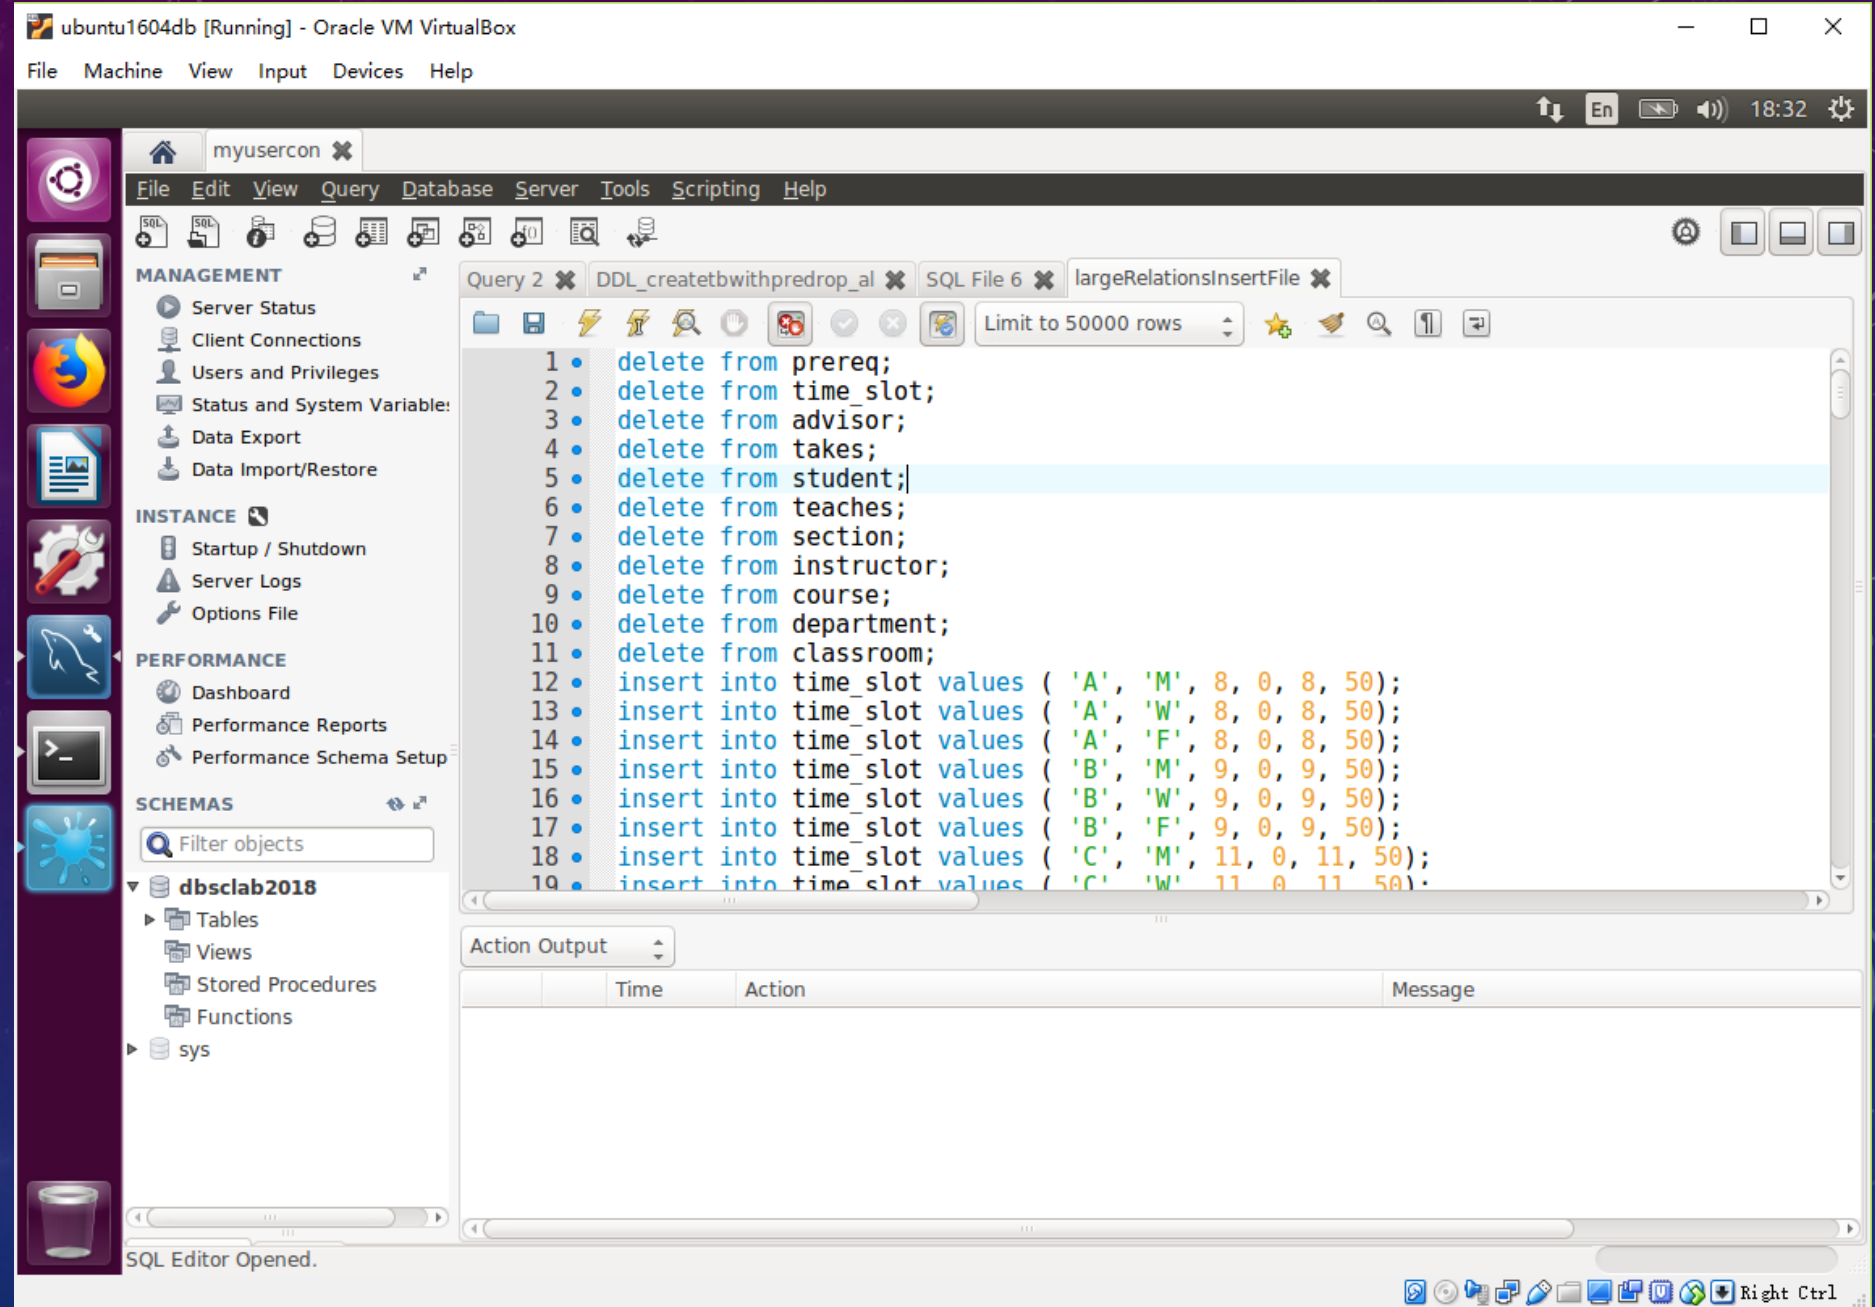 ubuntu1604db [Running] - Oracle VM VirtualBox
File Machine View Input Devices Help
En 18:32
myusercon
File Edit View Query Database Server Tools Scripting Help
MANAGEMENT
Server Status
Client Connections
Users and Privileges
Status and System Variable
Data Export
Data Import/Restore
INSTANCE
Startup / Shutdown
Server Logs
Options File
PERFORMANCE
Dashboard
Performance Reports
Performance Schema Setup
SCHEMAS
Filter objects
dbsclab2018
Tables
Views
Stored Procedures
Functions
sys
Query 2 DDL_createtbwithpredrop_al SQL File 6 largeRelationsInsertFile
Limit to 50000 rows
1 delete from prereq;
2 delete from time_slot;
3 delete from advisor;
4 delete from takes;
5 delete from student;
6 delete from teaches;
7 delete from section;
8 delete from instructor;
9 delete from course;
10 delete from department;
11 delete from classroom;
12 insert into time_slot values ( 'A', 'M', 8, 0, 8, 50);
13 insert into time_slot values ( 'A', 'W', 8, 0, 8, 50);
14 insert into time_slot values ( 'A', 'F', 8, 0, 8, 50);
15 insert into time_slot values ( 'B', 'M', 9, 0, 9, 50);
16 insert into time_slot values ( 'B', 'W', 9, 0, 9, 50);
17 insert into time_slot values ( 'B', 'F', 9, 0, 9, 50);
18 insert into time_slot values ( 'C', 'M', 11, 0, 11, 50);
19 insert into time_slot values ( 'C', 'W', 11, 0, 11, 50);
Action Output
Time Action Message
SQL Editor Opened.
Right Ctrl